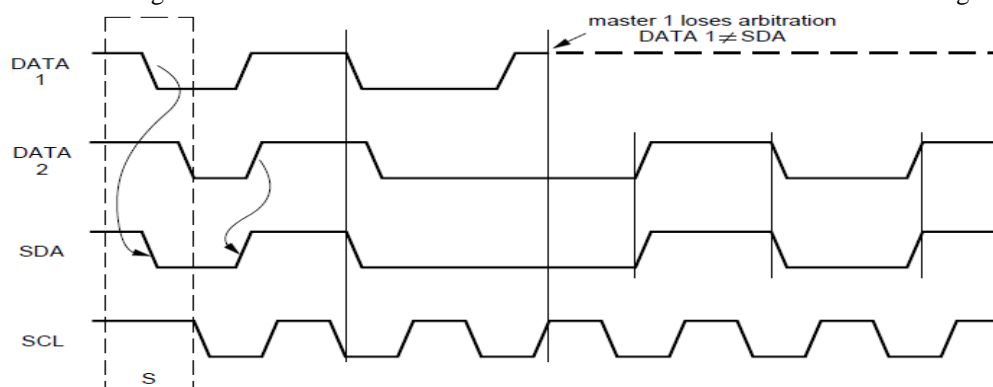 master 1 loses arbitration
DATA 1 ≠ SDA
DATA
1
DATA
2
SDA
SCL
S